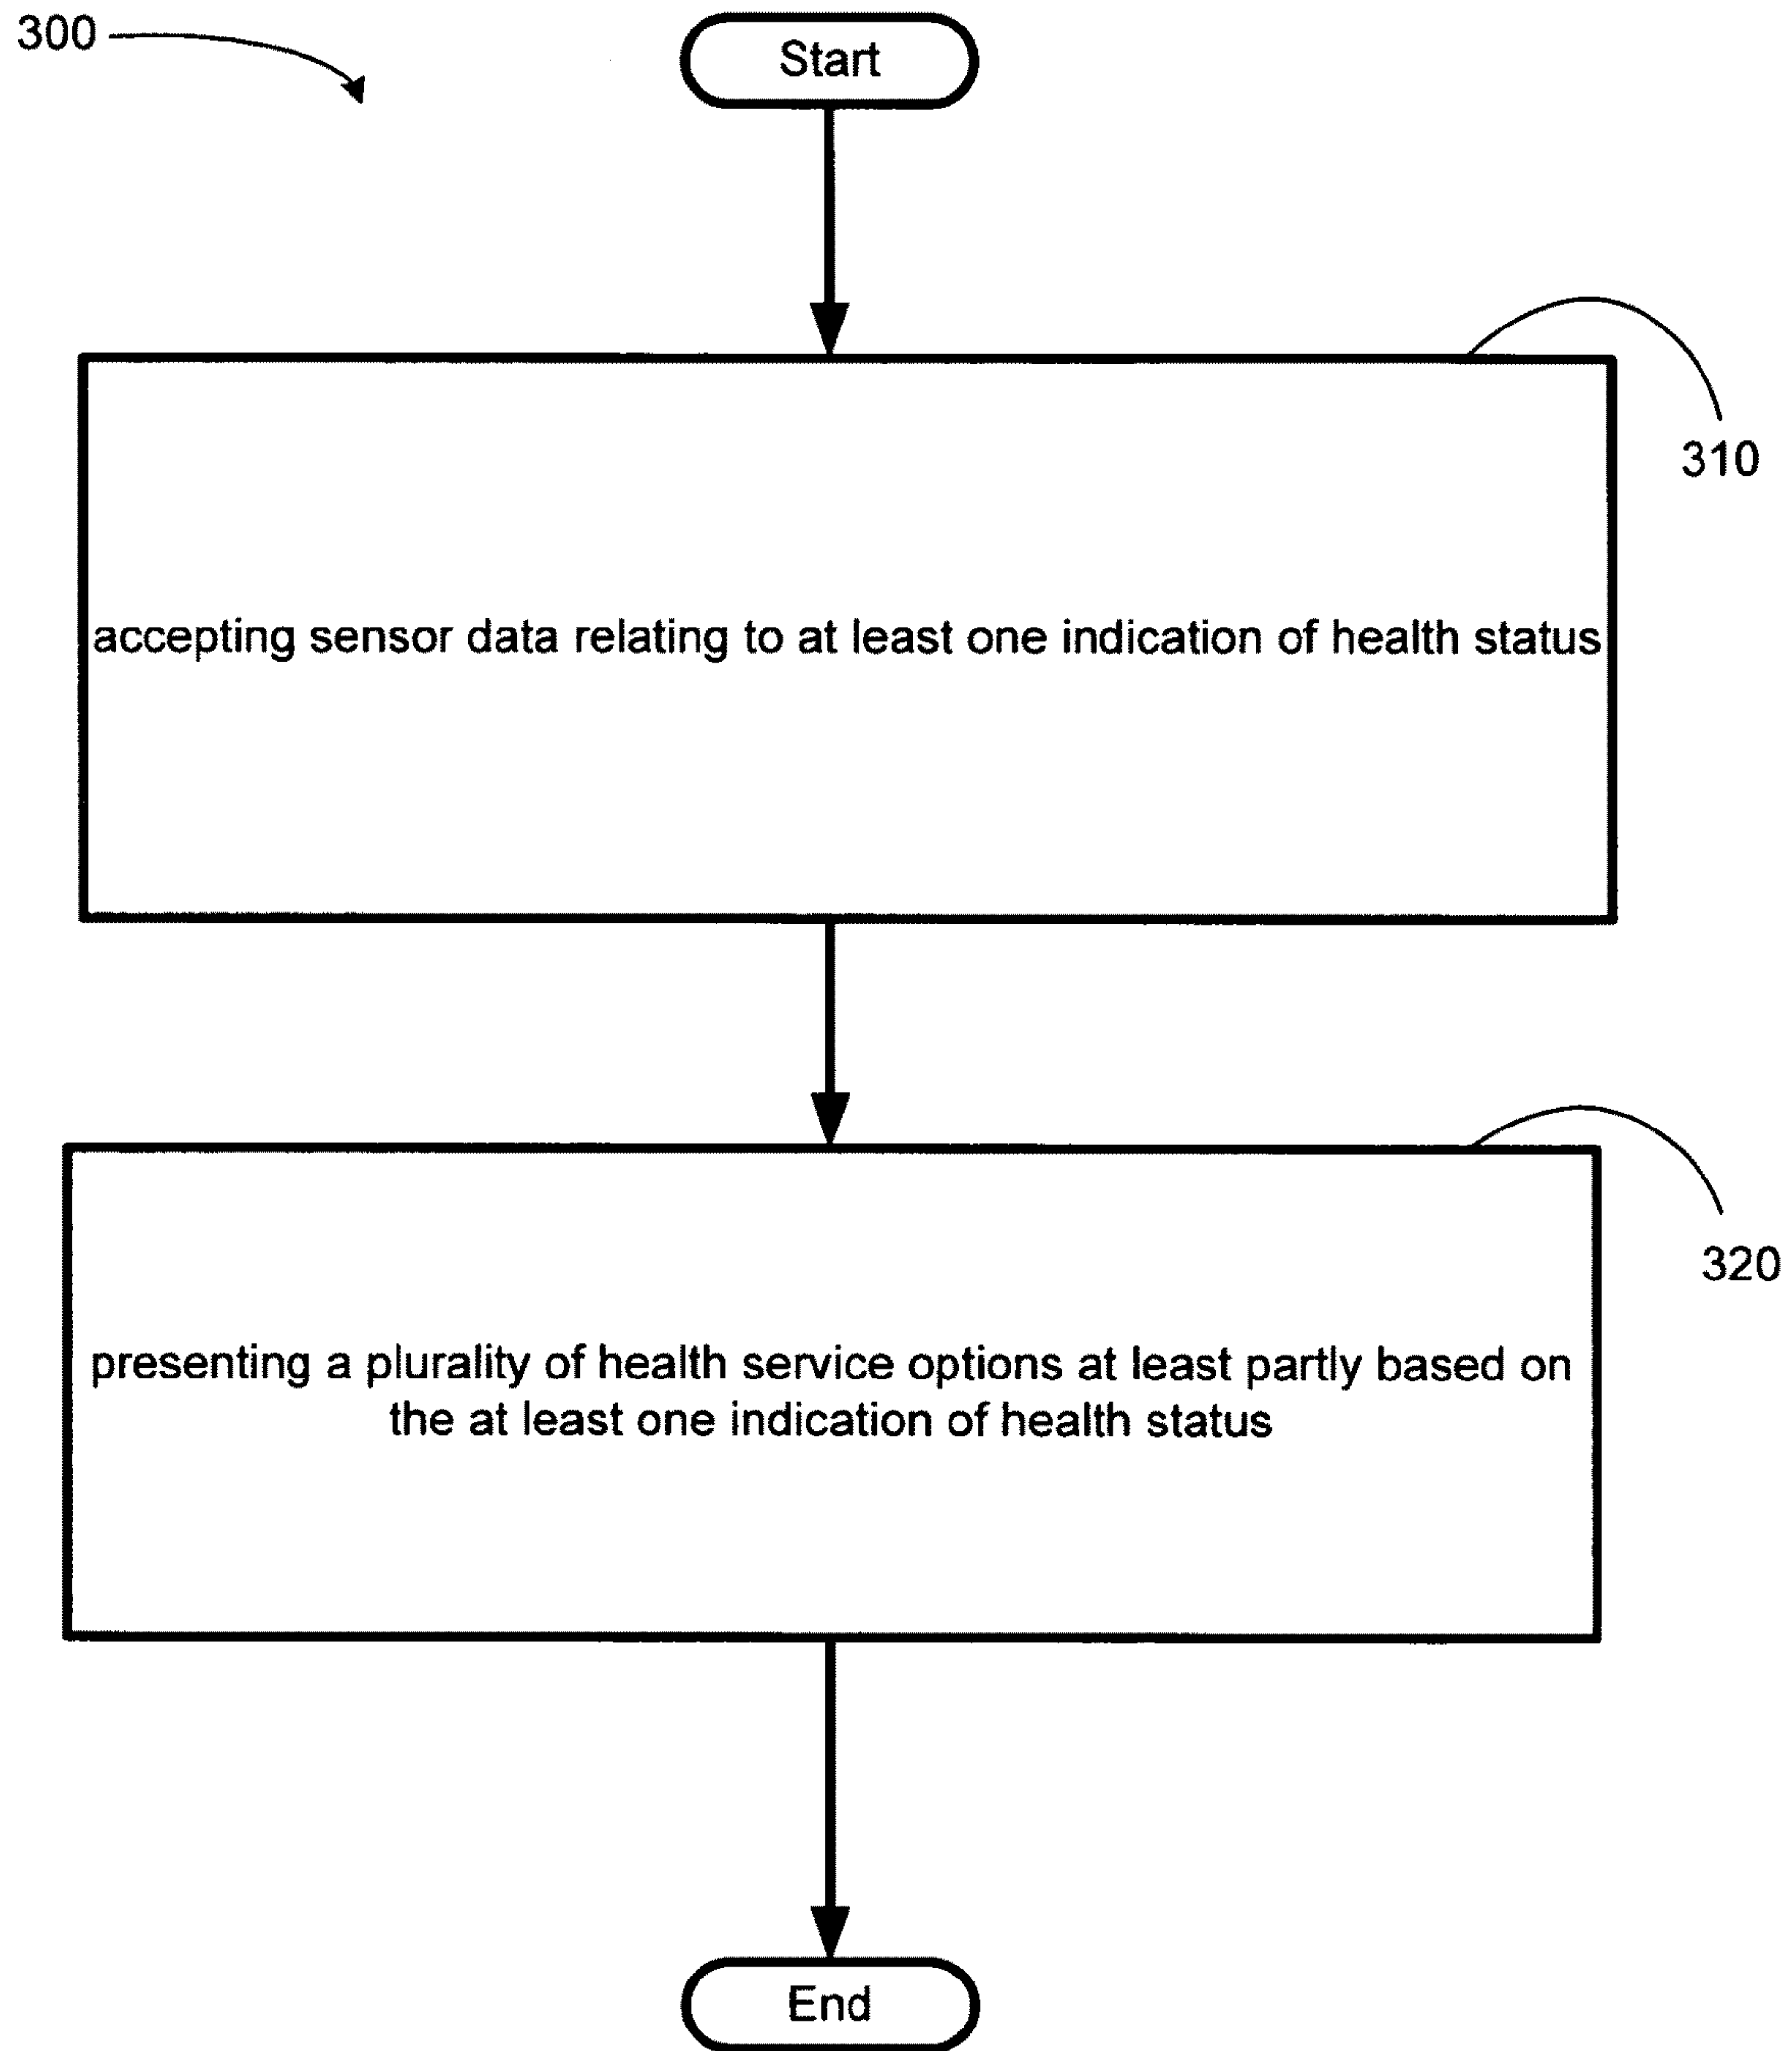 300
Start
310
accepting sensor data relating to at least one indication of health status
320
presenting a plurality of health service options at least partly based on
the at least one indication of health status
End